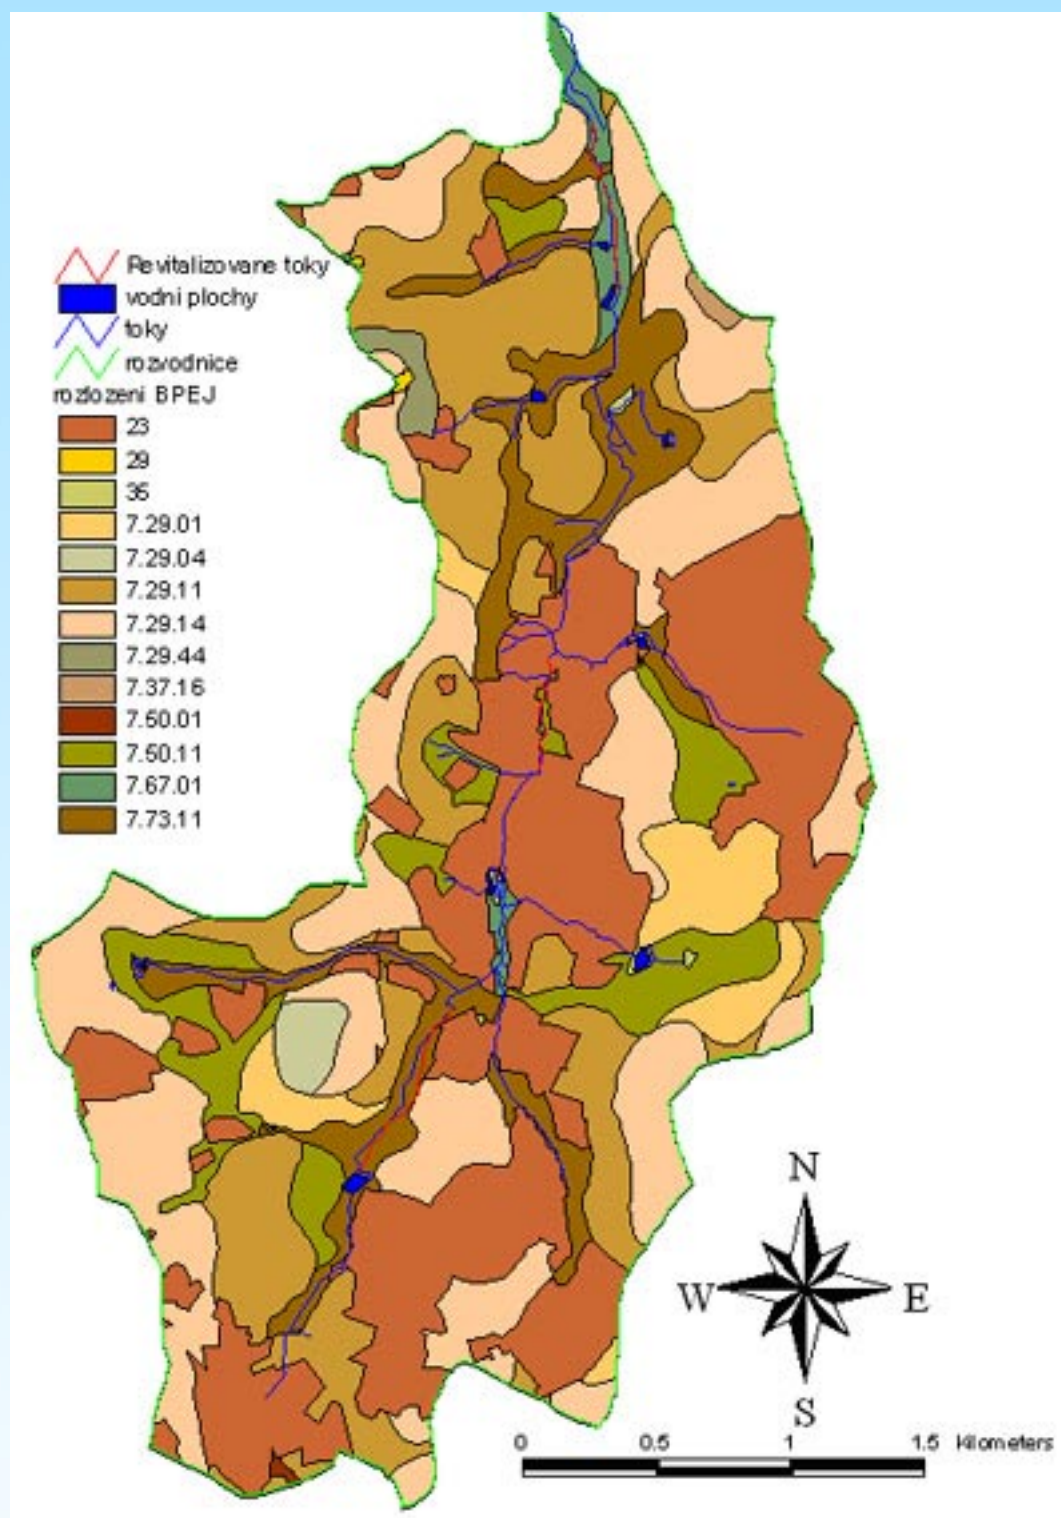 Revitalizovane toky
vodni plochy
toky
rozvodnice
rozlozeni BPEJ
23
29
35
7.29.01
7.29.04
7.29.11
7.29.14
7.29.44
7.37.16
7.50.01
7.50.11
7.67.01
7.73.11
N
W E
S
0 0.5 1 1.5 Kilometers